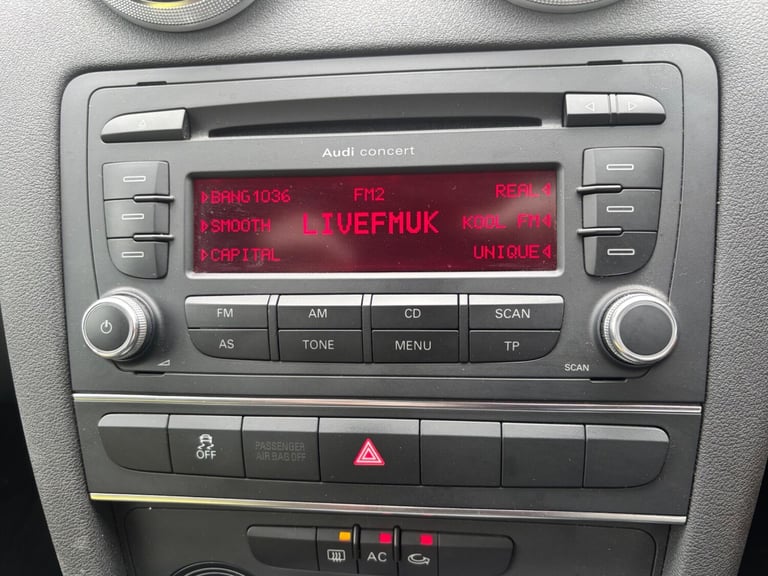 Audi concert
BANG1036 FM2 REAL
SMOOTH LIVEFMUK KOOL FM
CAPITAL UNIQUE
FM AM CD SCAN
AS TONE MENU TP
SCAN
OFF
PASSENGER
AIR BAG OFF
AC